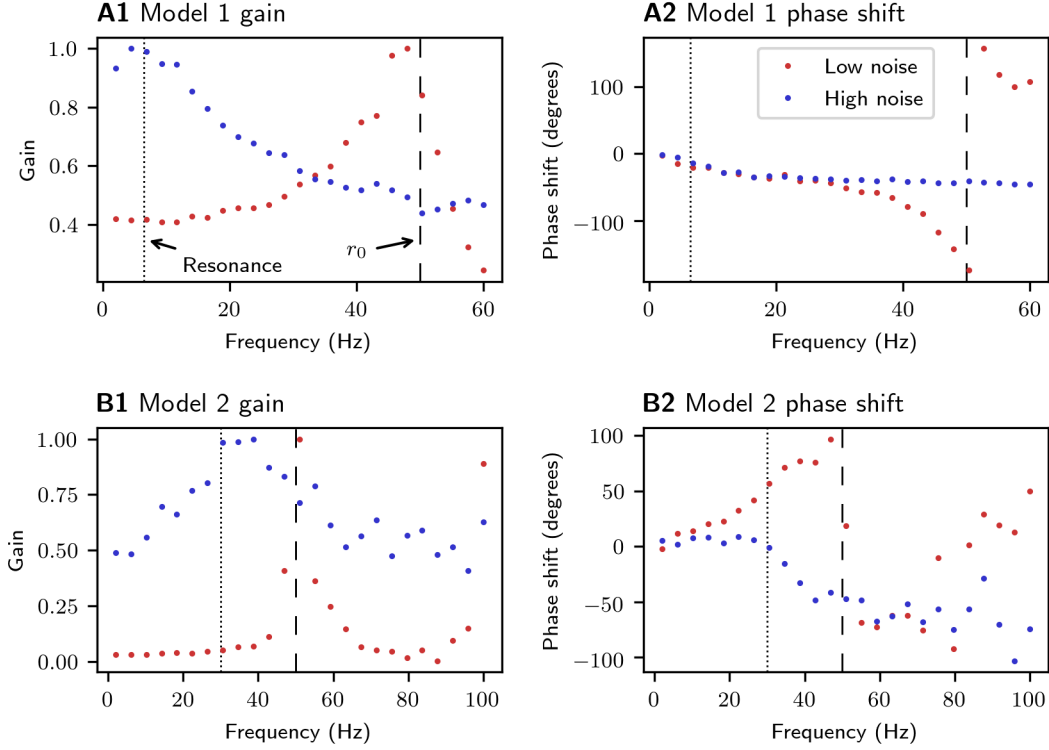 A1 Model 1 gain
1.0
0.8
0.6
0.4
Gain
Resonance
r0
0 20 40 60
Frequency (Hz)
A2 Model 1 phase shift
Low noise
High noise
100
0
−100
Phase shift (degrees)
0 20 40 60
Frequency (Hz)
B1 Model 2 gain
1.00
0.75
0.50
0.25
0.00
Gain
0 20 40 60 80 100
Frequency (Hz)
B2 Model 2 phase shift
100
50
0
−50
−100
Phase shift (degrees)
0 20 40 60 80 100
Frequency (Hz)